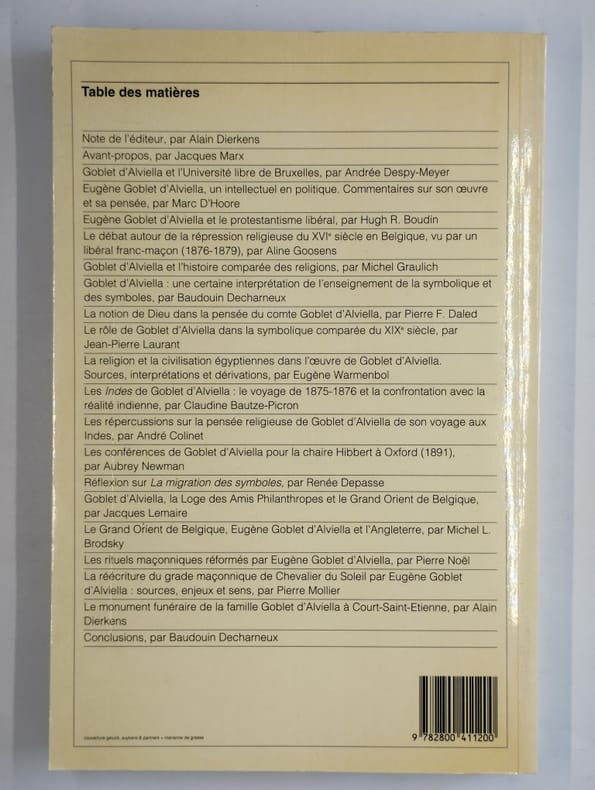 Table des matières
Note de l'éditeur, par Alain Dierkens
Avant-propos, par Jacques Marx
Goblet d'Alviella et l'Université libre de Bruxelles, par Andrée Despy-Meyer
Eugène Goblet d'Alviella, un intellectuel en politique. Commentaires sur son œuvre
et sa pensée, par Marc D'Hoore
Eugène Goblet d'Alviella et le protestantisme libéral, par Hugh R. Boudin
Le débat autour de la répression religieuse du XVIe siècle en Belgique, vu par un
libéral franc-maçon (1876-1879), par Aline Goosens
Goblet d'Alviella et l'histoire comparée des religions, par Michel Graulich
Goblet d'Alviella : une certaine interprétation de l'enseignement de la symbolique et
des symboles, par Baudouin Decharneux
La notion de Dieu dans la pensée du comte Goblet d'Alviella, par Pierre F. Daled
Le rôle de Goblet d'Alviella dans la symbolique comparée du XIXe siècle, par
Jean-Pierre Laurant
La religion et la civilisation égyptiennes dans l'œuvre de Goblet d'Alviella.
Sources, interprétations et dérivations, par Eugène Warmenbol
Les Indes de Goblet d'Alviella : le voyage de 1875-1876 et la confrontation avec la
réalité indienne, par Claudine Bautze-Picron
Les répercussions sur la pensée religieuse de Goblet d'Alviella de son voyage aux
Indes, par André Colinet
Les conférences de Goblet d'Alviella pour la chaire Hibbert à Oxford (1891),
par Aubrey Newman
Réflexion sur La migration des symboles, par Renée Depasse
Goblet d'Alviella, la Loge des Amis Philanthropes et le Grand Orient de Belgique,
par Jacques Lemaire
Le Grand Orient de Belgique, Eugène Goblet d'Alviella et l'Angleterre, par Michel L.
Brodsky
Les rituels maçonniques réformés par Eugène Goblet d'Alviella, par Pierre Noël
La réécriture du grade maçonnique de Chevalier du Soleil par Eugène Goblet
d'Alviella : sources, enjeux et sens, par Pierre Mollier
Le monument funéraire de la famille Goblet d'Alviella à Court-Saint-Etienne, par Alain
Dierkens
Conclusions, par Baudouin Decharneux
9 782800 411200